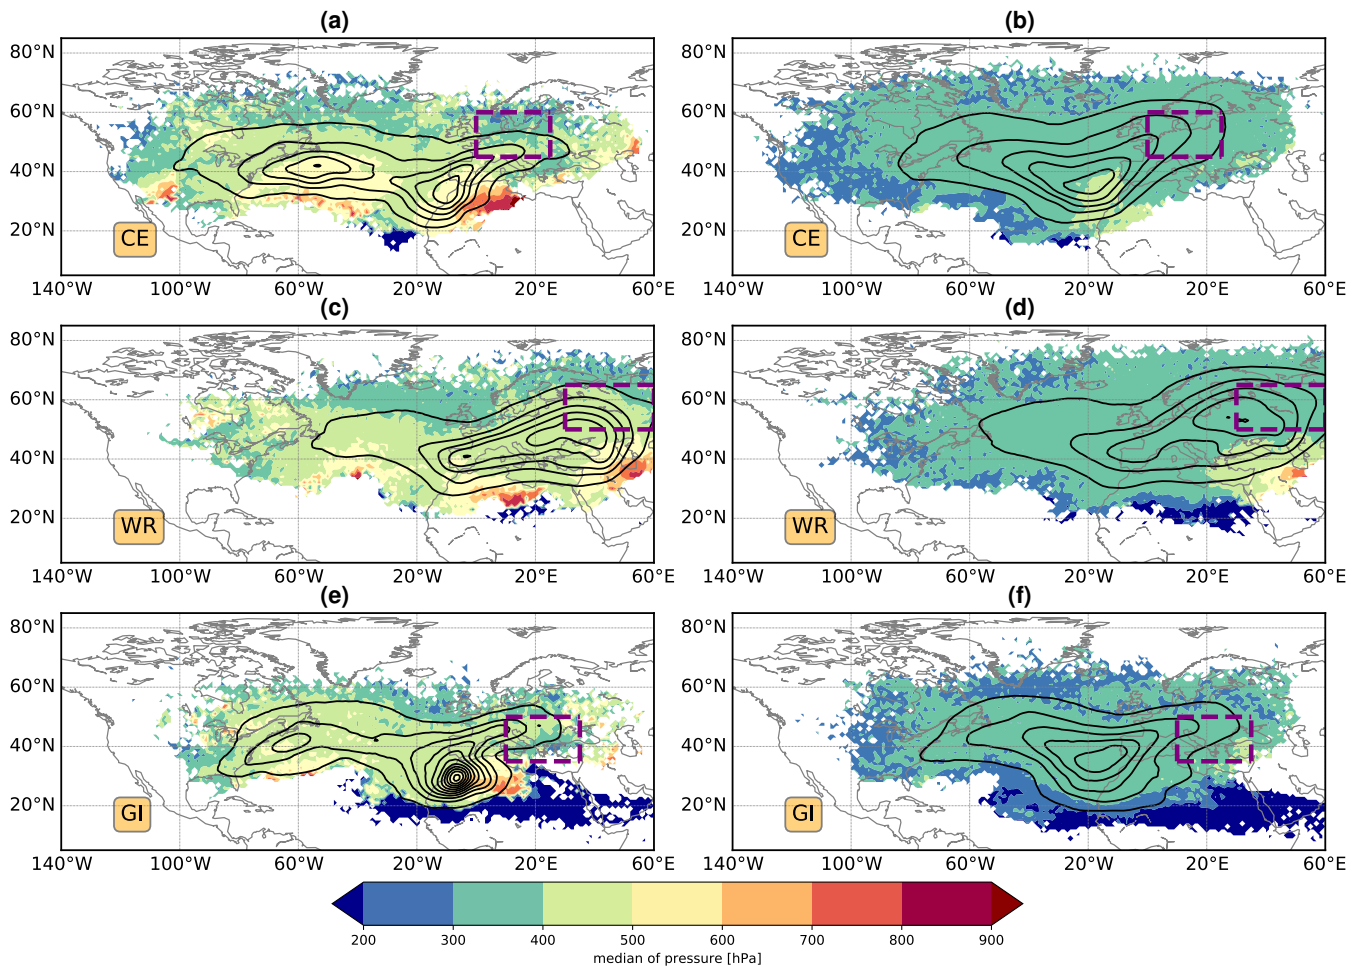 (a) (b)
80°N 80°N
60°N 60°N
40°N 40°N
20°N 20°N
CE CE
140°W 100°W 60°W 20°W 20°E 60°E 140°W 100°W 60°W 20°W 20°E 60°E
(c) (d)
80°N 80°N
60°N 60°N
40°N 40°N
20°N 20°N
WR WR
140°W 100°W 60°W 20°W 20°E 60°E 140°W 100°W 60°W 20°W 20°E 60°E
(e) (f)
80°N 80°N
60°N 60°N
40°N 40°N
20°N 20°N
GI GI
140°W 100°W 60°W 20°W 20°E 60°E 140°W 100°W 60°W 20°W 20°E 60°E
200 300 400 500 600 700 800 900
median of pressure [hPa]